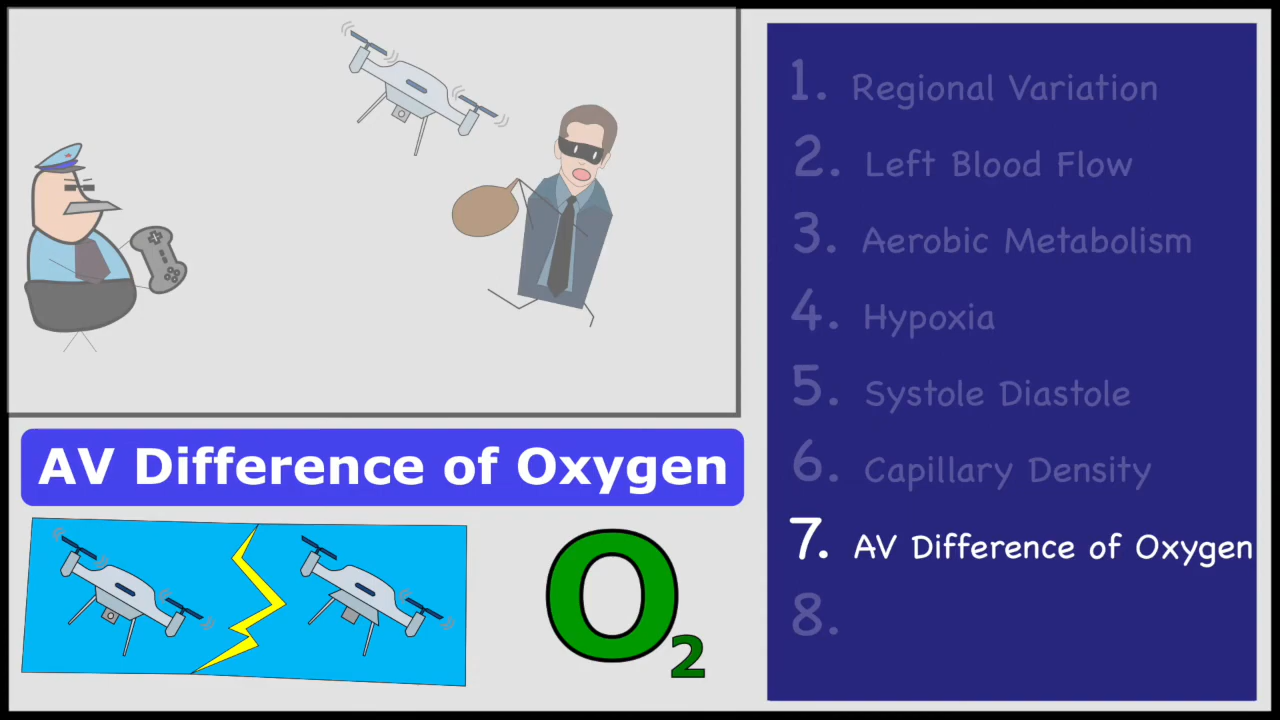 AV Difference of Oxygen
O2
1. Regional Variation
2. Left Blood Flow
3. Aerobic Metabolism
4. Hypoxia
5. Systole Diastole
6. Capillary Density
7. AV Difference of Oxygen
8.